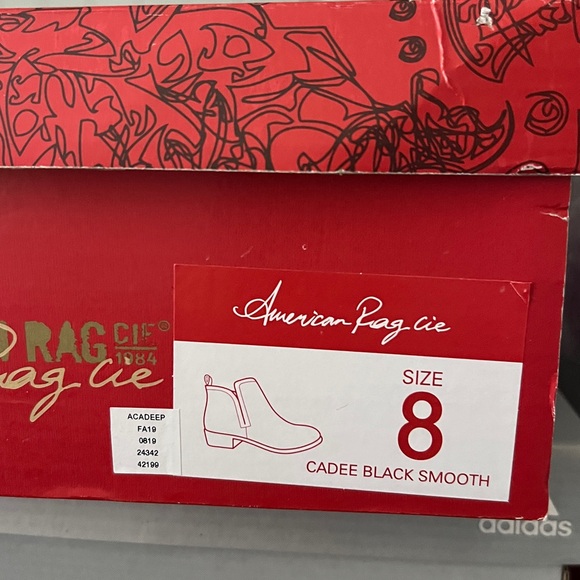 RAG CIE®
1984
Rag Cie
ACADEEP
FA19
0819
24342
42199
American Rag cie
SIZE
8
CADEE BLACK SMOOTH
adidas